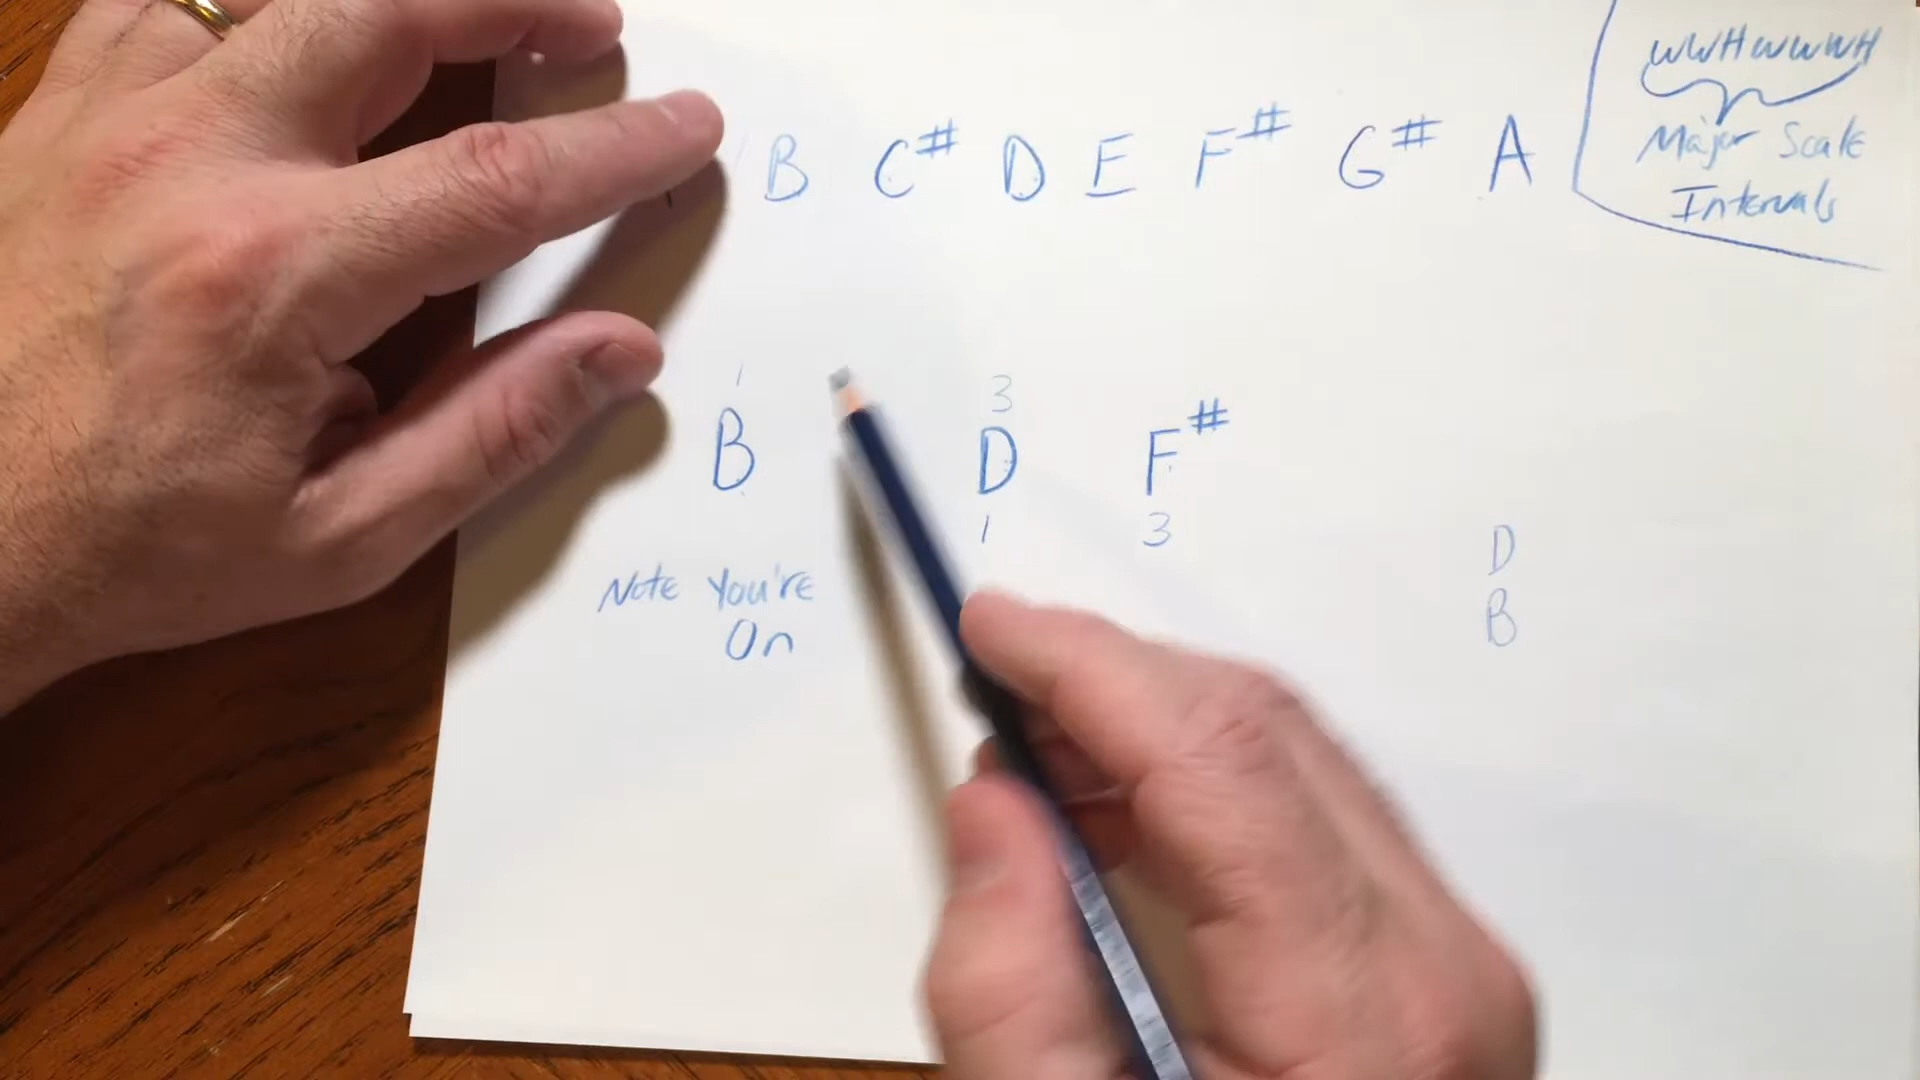 WWHWWWH
Major Scale
Intervals
B C# D E F# G# A
1 3
B D F#
1 3
Note You're
On
D
B